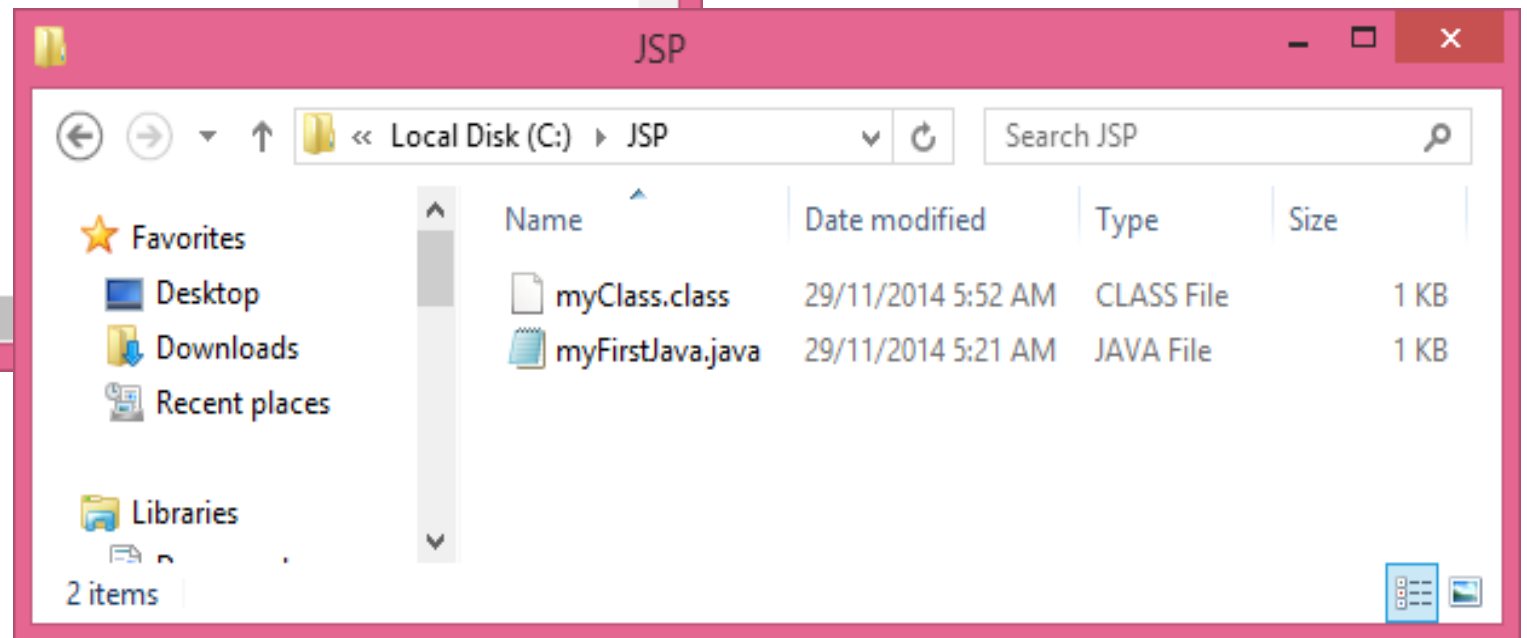 JSP
« Local Disk (C:) ▸ JSP Search JSP
Favorites
Desktop
Downloads
Recent places
Libraries
Name Date modified Type Size
myClass.class 29/11/2014 5:52 AM CLASS File 1 KB
myFirstJava.java 29/11/2014 5:21 AM JAVA File 1 KB
2 items